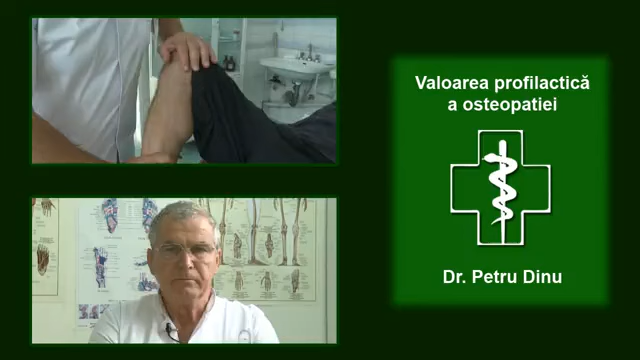 Valoarea profilactică
a osteopatiei
Dr. Petru Dinu